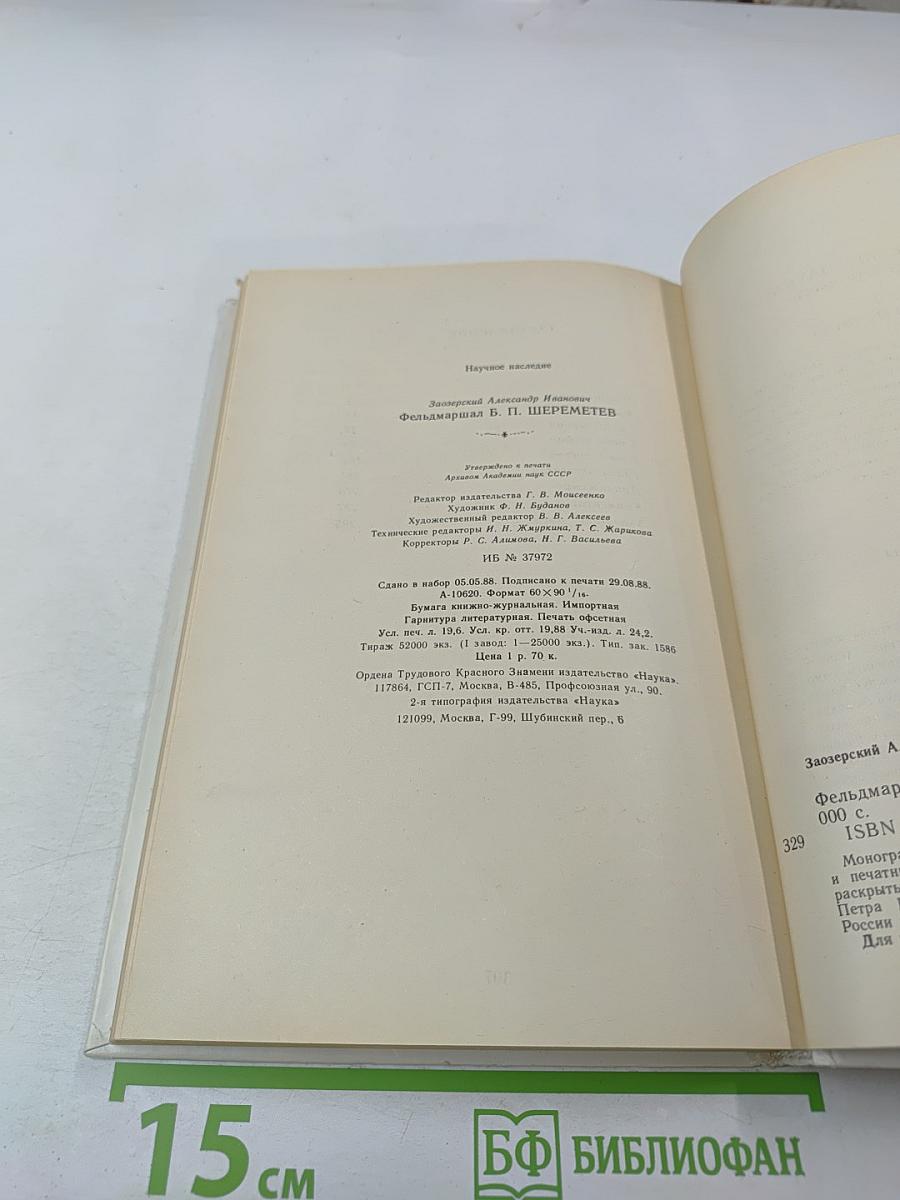 Научное наследие
Заозерский Александр Иванович
Фельдмаршал Б. П. ШЕРЕМЕТЕВ
Утверждено к печати
Архивом Академии наук СССР
Редактор издательства Г. В. Моисеенко
Художник Ф. Н. Буданов
Художественный редактор В. В. Алексеев
Технические редакторы И. Н. Жмуркина, Т. С. Жарикова
Корректоры Р. С. Алимова, Н. Г. Васильева
ИБ № 37972
Сдано в набор 05.05.88. Подписано к печати 29.08.88.
А-10620. Формат 60×90 1/16.
Бумага книжно-журнальная. Импортная
Гарнитура литературная. Печать офсетная
Усл. печ. л. 19,6. Усл. кр. отт. 19,88 Уч.-изд. л. 24,2.
Тираж 52000 экз. (I завод: 1—25000 экз.). Тип. зак. 1586
Цена 1 р. 70 к.
Ордена Трудового Красного Знамени издательство «Наука».
117864, ГСП-7, Москва, В-485, Профсоюзная ул., 90.
2-я типография издательства «Наука»
121099, Москва, Г-99, Шубинский пер., 6
Заозерский А.
Фельдмар
000 с.
ISBN
329
Моногра
и печатн
раскрыть
Петра
России
Для
15 см
БФ БИБЛИОФАН